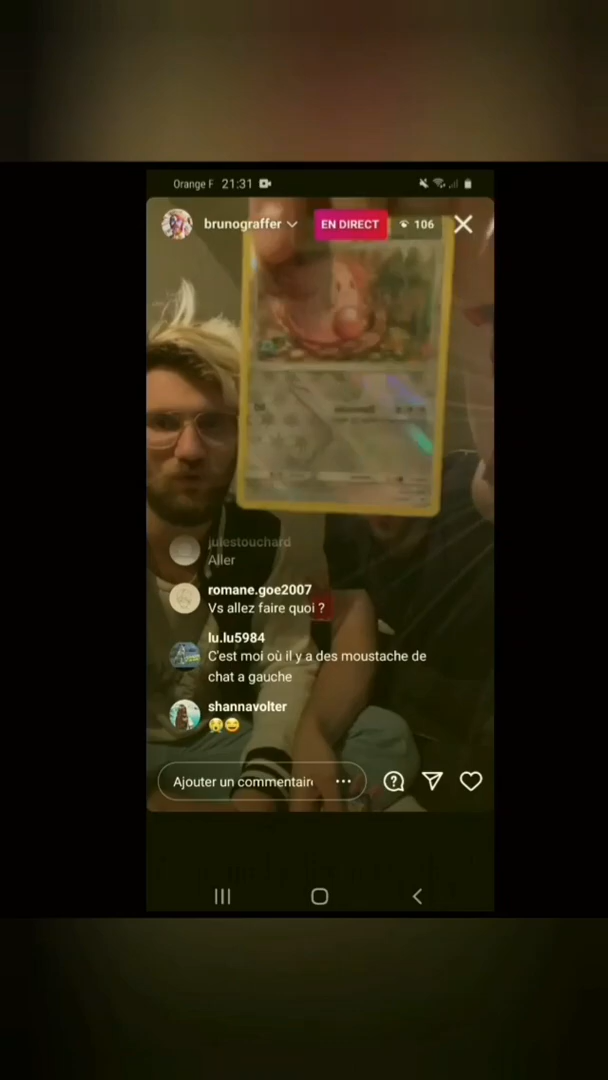 Orange F 21:31
brunograffer
EN DIRECT
106
julestouchard
Aller
romane.goe2007
Vs allez faire quoi ?
lu.lu5984
C'est moi où il y a des moustache de
chat a gauche
shannavolter
😥😅
Ajouter un commentair